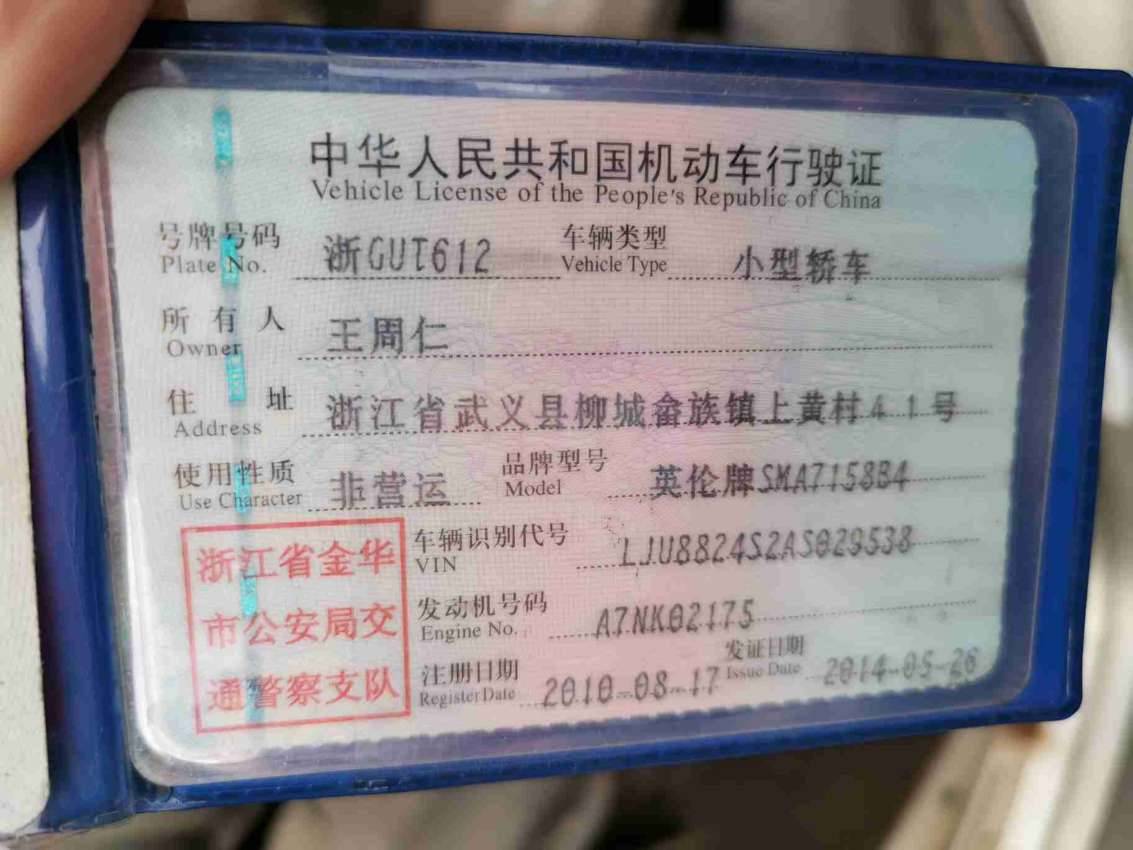 中华人民共和国机动车行驶证
Vehicle License of the People's Republic of China
号牌号码 浙GUT612 车辆类型 小型轿车
Plate No. Vehicle Type
所有人 王周仁
Owner
住址 浙江省武义县柳城畲族镇上黄村41号
Address
使用性质 非营运 品牌型号 英伦牌SMA7158B4
Use Character Model
车辆识别代号 LJU8824S2AS029538
VIN
发动机号码 A7NK02175
Engine No.
注册日期 2010-08-17 发证日期 2014-05-26
Register Date Issue Date
浙江省金华
市公安局交
通警察支队